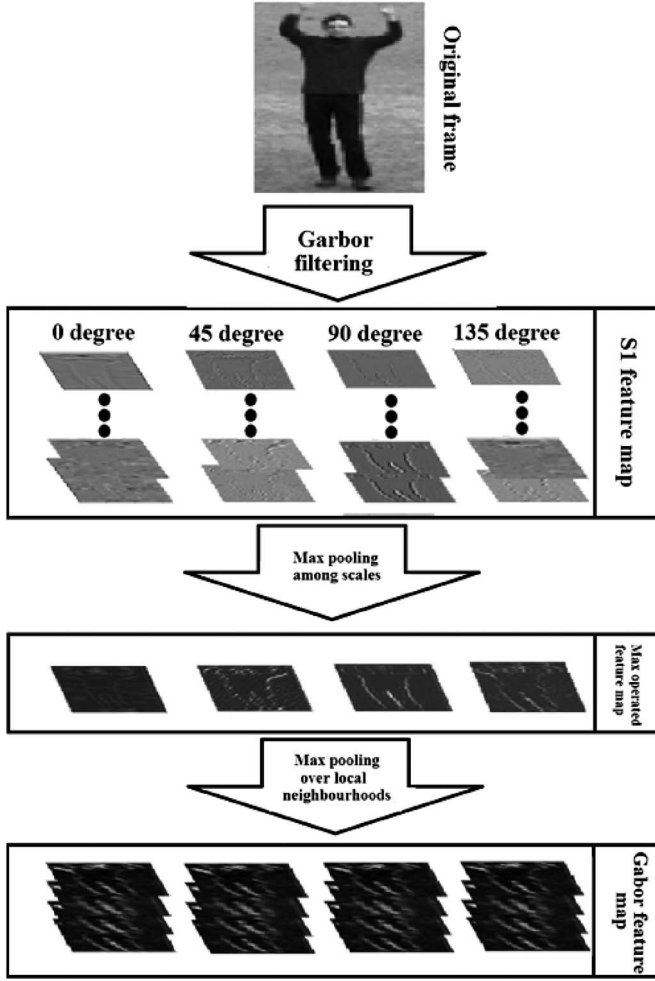 Original frame
Garbor
filtering
0 degree
45 degree
90 degree
135 degree
S1 feature map
Max pooling
among scales
Max operated
feature map
Max pooling
over local
neighbourhoods
Gabor feature
map